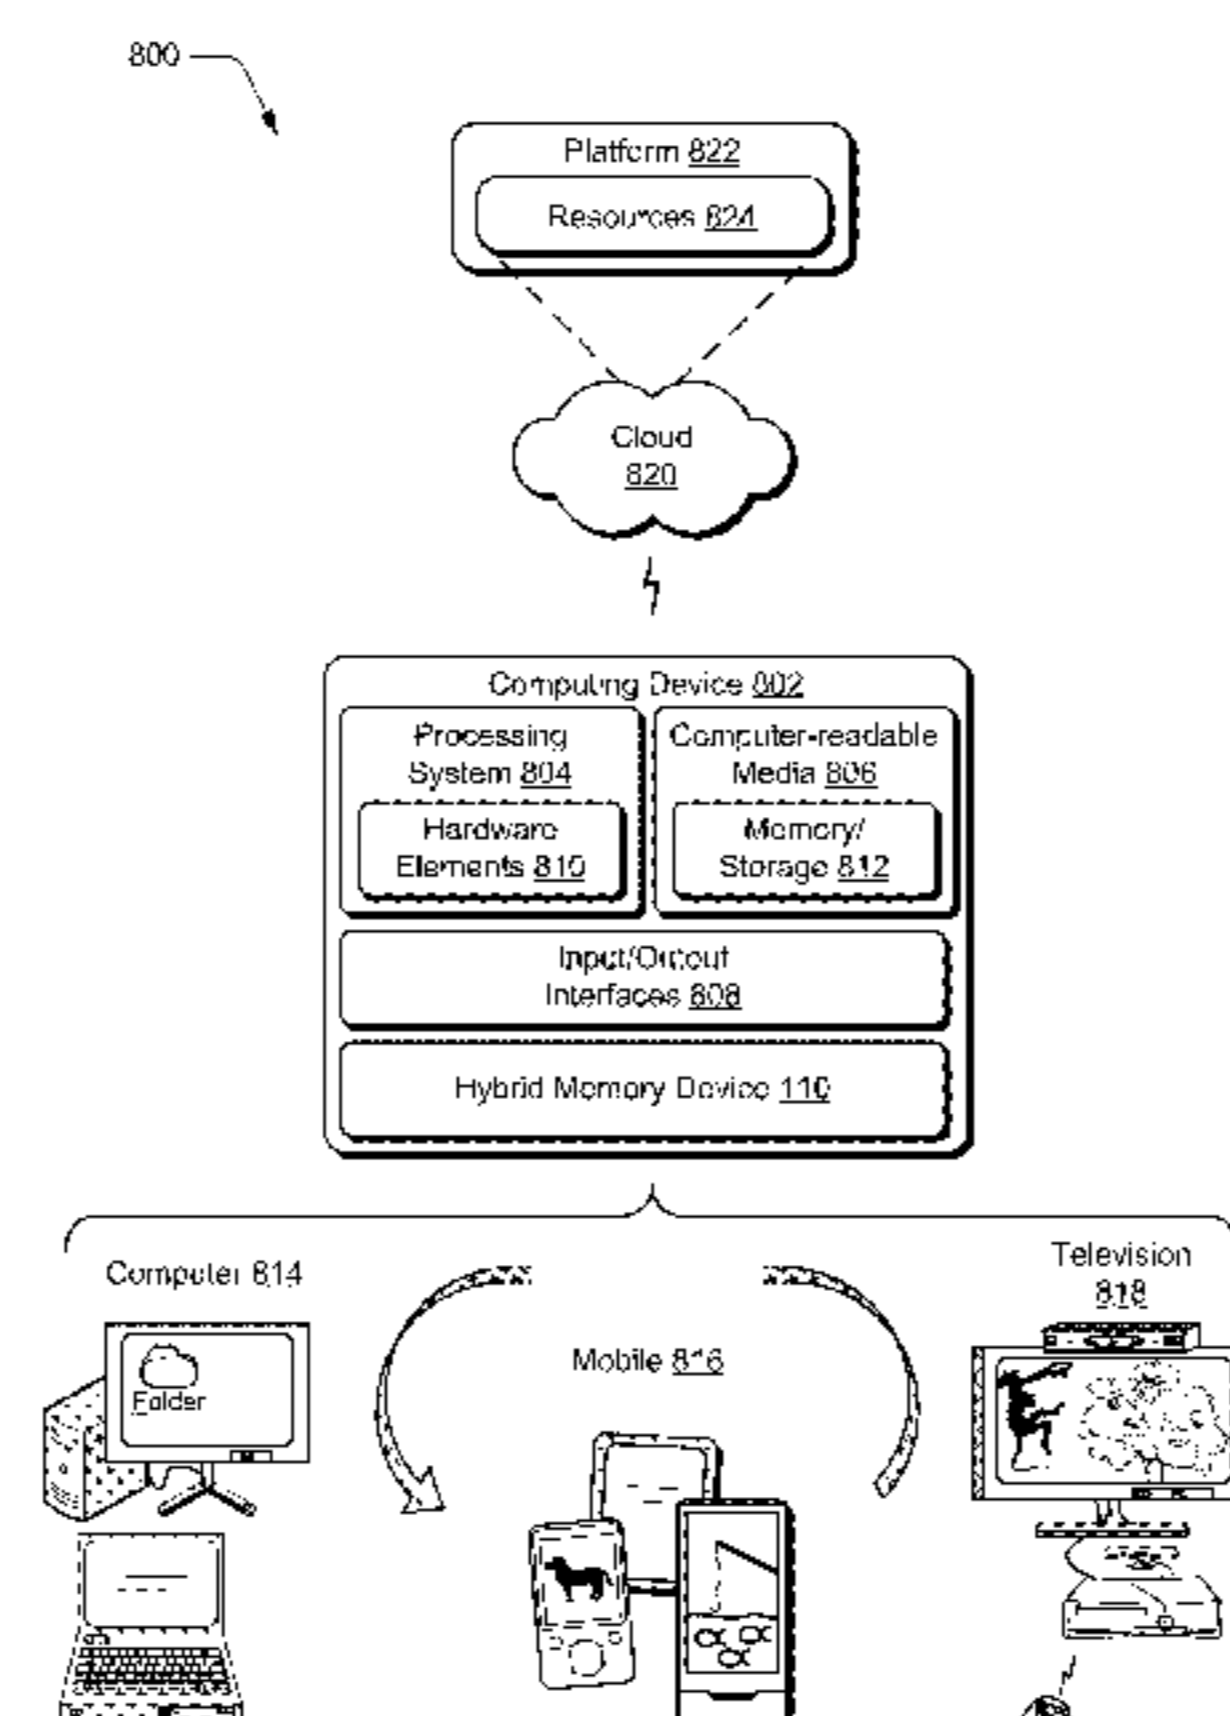 800
Platform 822
Resources 824
Cloud
820
Computing Device 802
Processing
System 804
Hardware
Elements 810
Computer-readable
Media 806
Memory/
Storage 812
Input/Output
Interfaces 808
Hybrid Memory Device 110
Computer 814
Folder
Mobile 816
Television
818